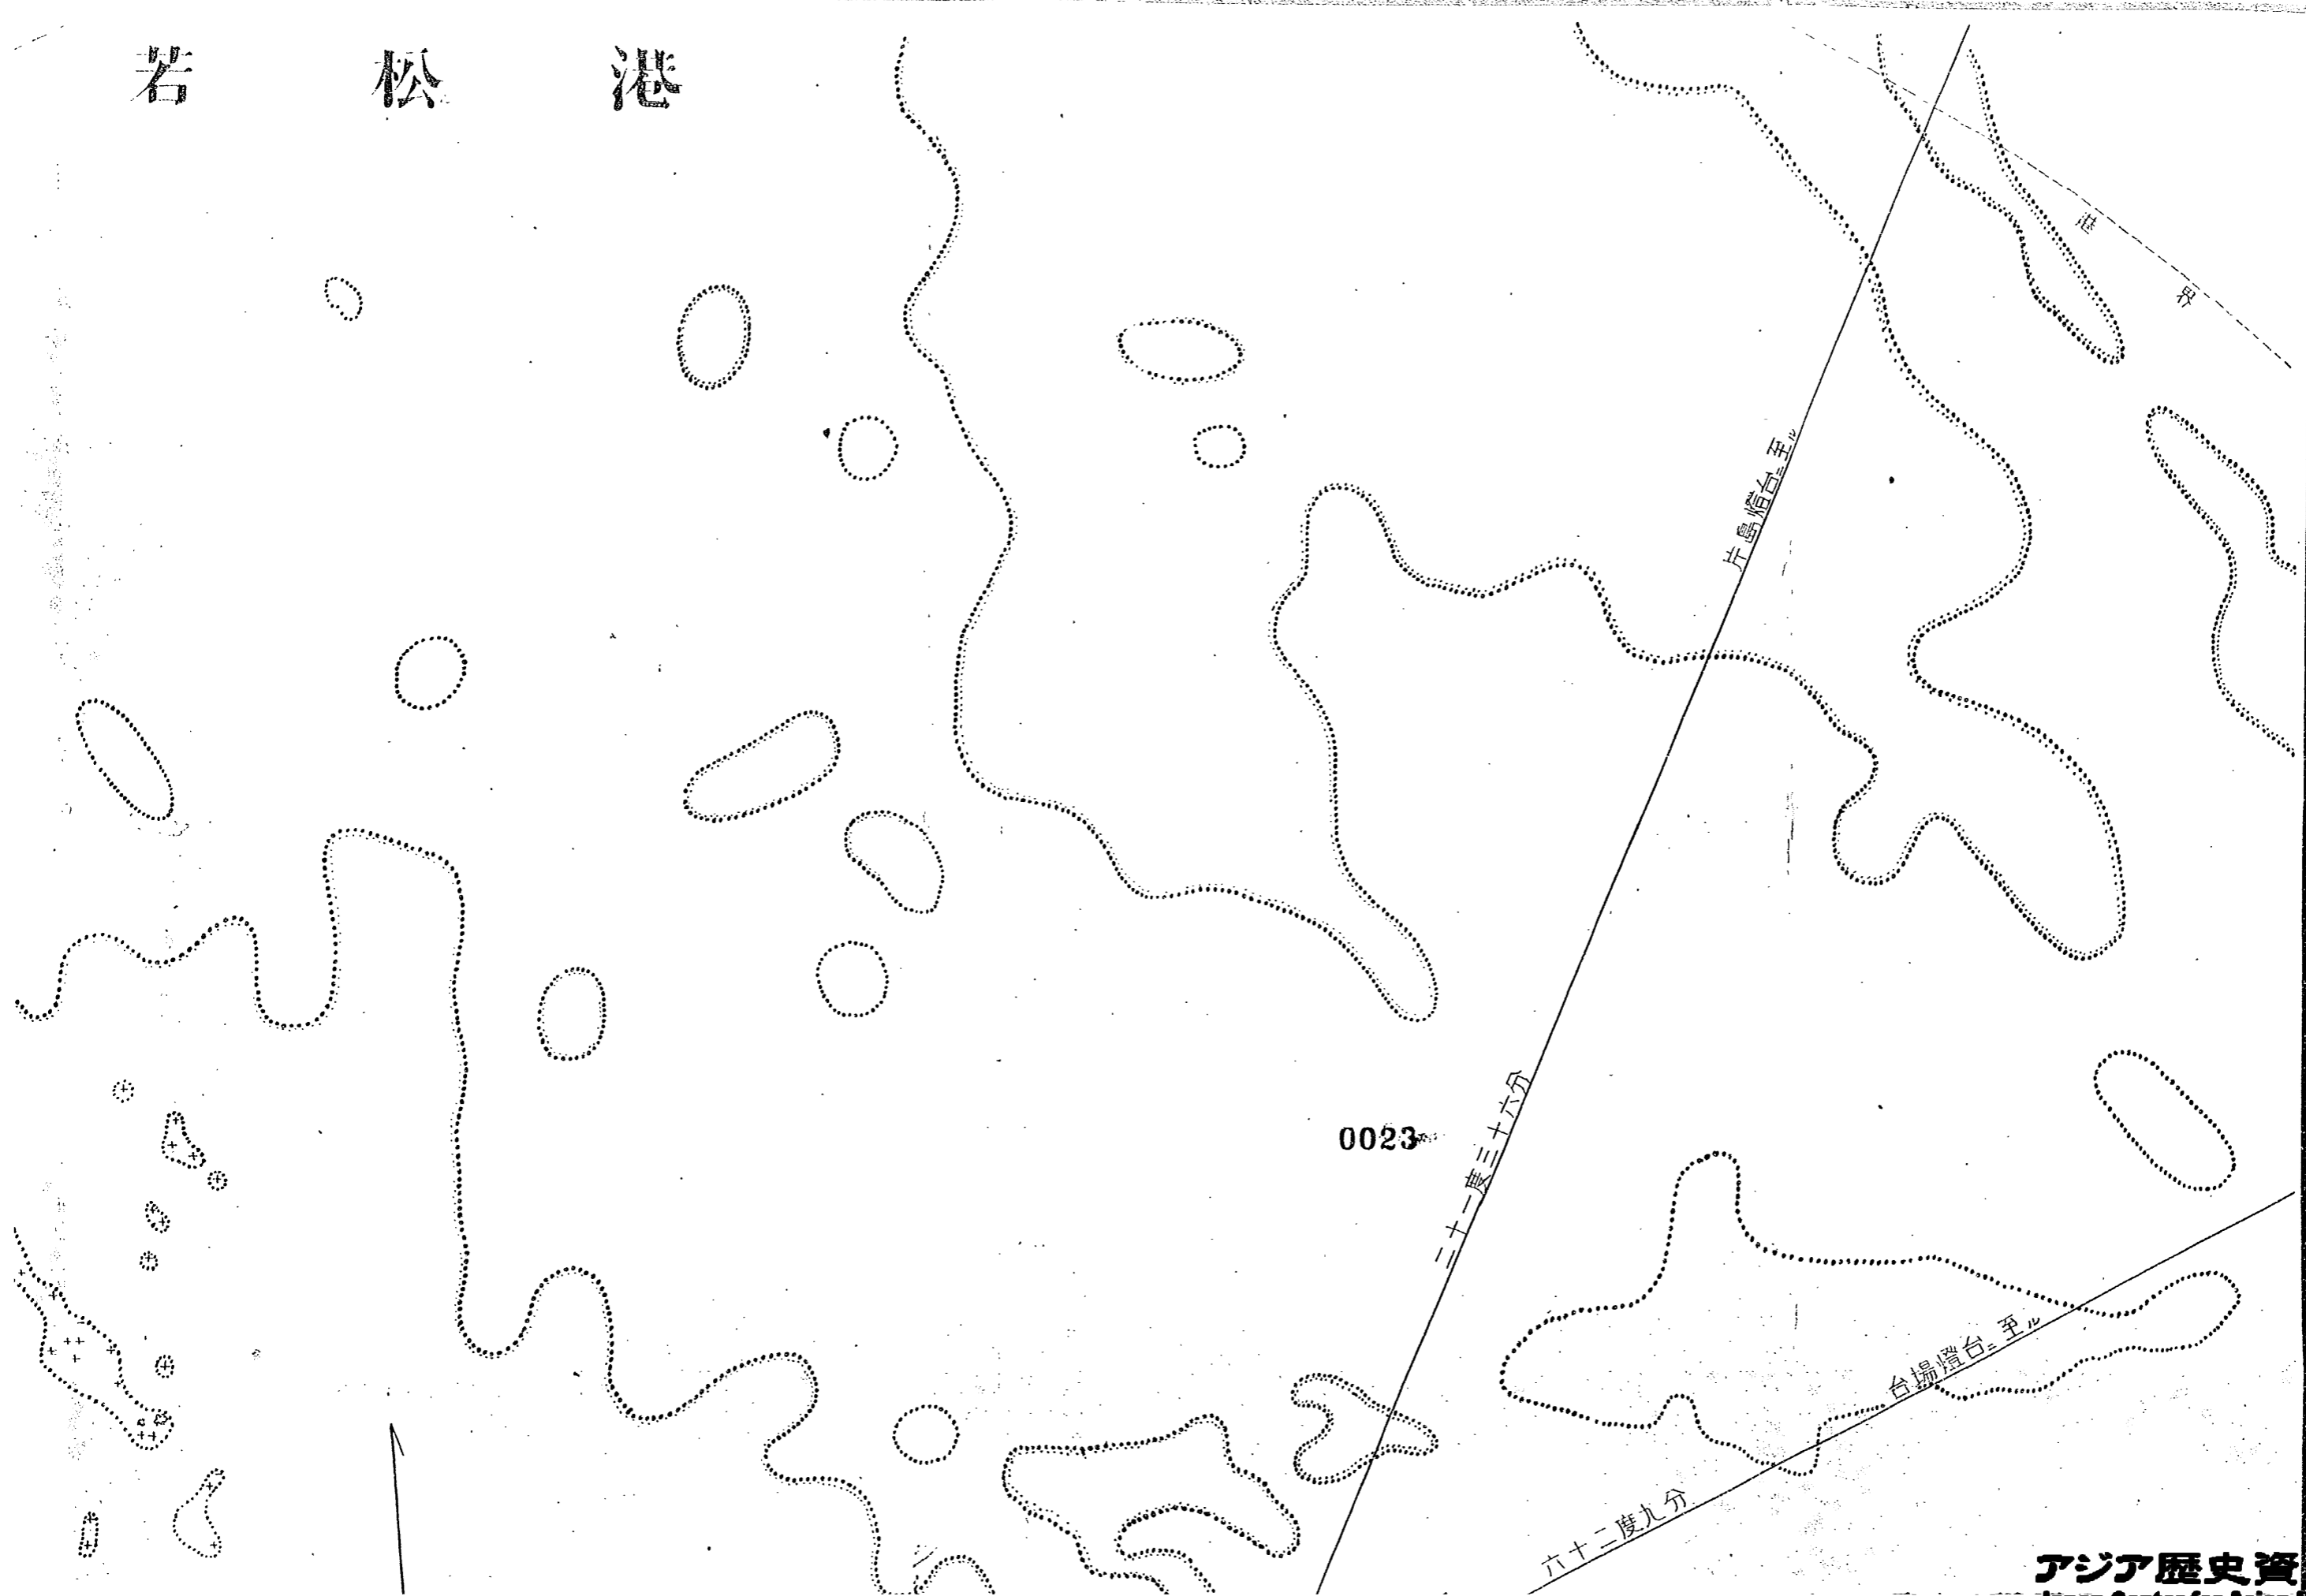 若松港
港界
片島燈台ニ至ル
二十一度三十六分
0023
台場燈台ニ至ル
六十二度九分
アジア歴史資